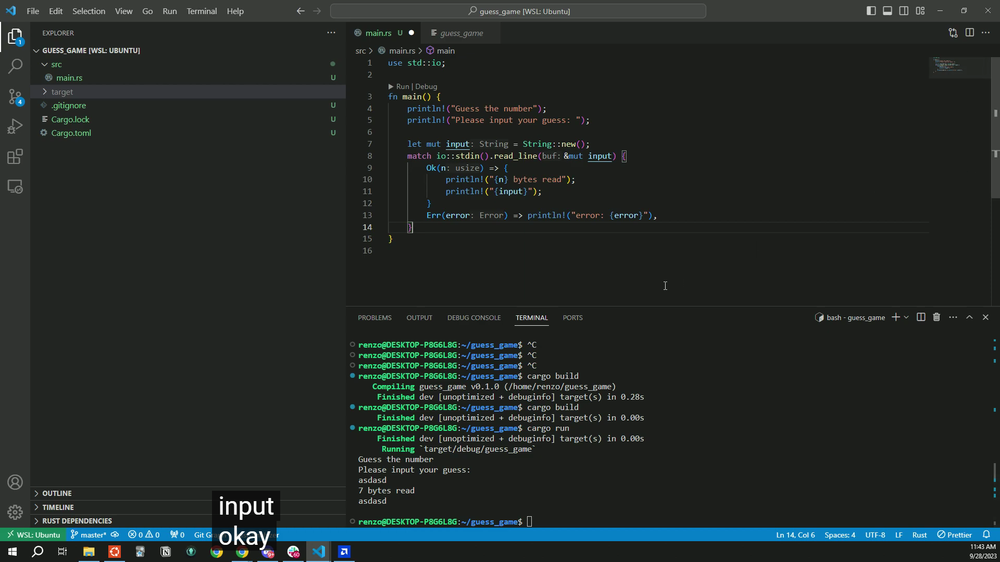 File Edit Selection View Go Run Terminal Help
guess_game [WSL: Ubuntu]
EXPLORER
GUESS_GAME [WSL: UBUNTU]
src
main.rs U
target
.gitignore U
Cargo.lock U
Cargo.toml U
1
4
OUTLINE
TIMELINE
RUST DEPENDENCIES
main.rs U
guess_game
src > main.rs > main
1 use std::io;
2
Run | Debug
3 fn main() {
4 println!("Guess the number");
5 println!("Please input your guess: ");
6
7 let mut input: String = String::new();
8 match io::stdin().read_line(buf: &mut input) {
9 Ok(n: usize) => {
10 println!("{n} bytes read");
11 println!("{input}");
12 }
13 Err(error: Error) => println!("error: {error}"),
14 }
15 }
16
PROBLEMS OUTPUT DEBUG CONSOLE TERMINAL PORTS
bash - guess_game
renzo@DESKTOP-P8G6L8G:~/guess_game$ ^C
renzo@DESKTOP-P8G6L8G:~/guess_game$ ^C
renzo@DESKTOP-P8G6L8G:~/guess_game$ ^C
renzo@DESKTOP-P8G6L8G:~/guess_game$ cargo build
Compiling guess_game v0.1.0 (/home/renzo/guess_game)
Finished dev [unoptimized + debuginfo] target(s) in 0.28s
renzo@DESKTOP-P8G6L8G:~/guess_game$ cargo build
Finished dev [unoptimized + debuginfo] target(s) in 0.00s
renzo@DESKTOP-P8G6L8G:~/guess_game$ cargo run
Finished dev [unoptimized + debuginfo] target(s) in 0.00s
Running `target/debug/guess_game`
Guess the number
Please input your guess:
asdasd
7 bytes read
asdasd
renzo@DESKTOP-P8G6L8G:~/guess_game$
input
okay
WSL: Ubuntu master* 0 0 0 Git Ln 14, Col 6 Spaces: 4 UTF-8 LF Rust Prettier
9+
60
11:43 AM
9/28/2023